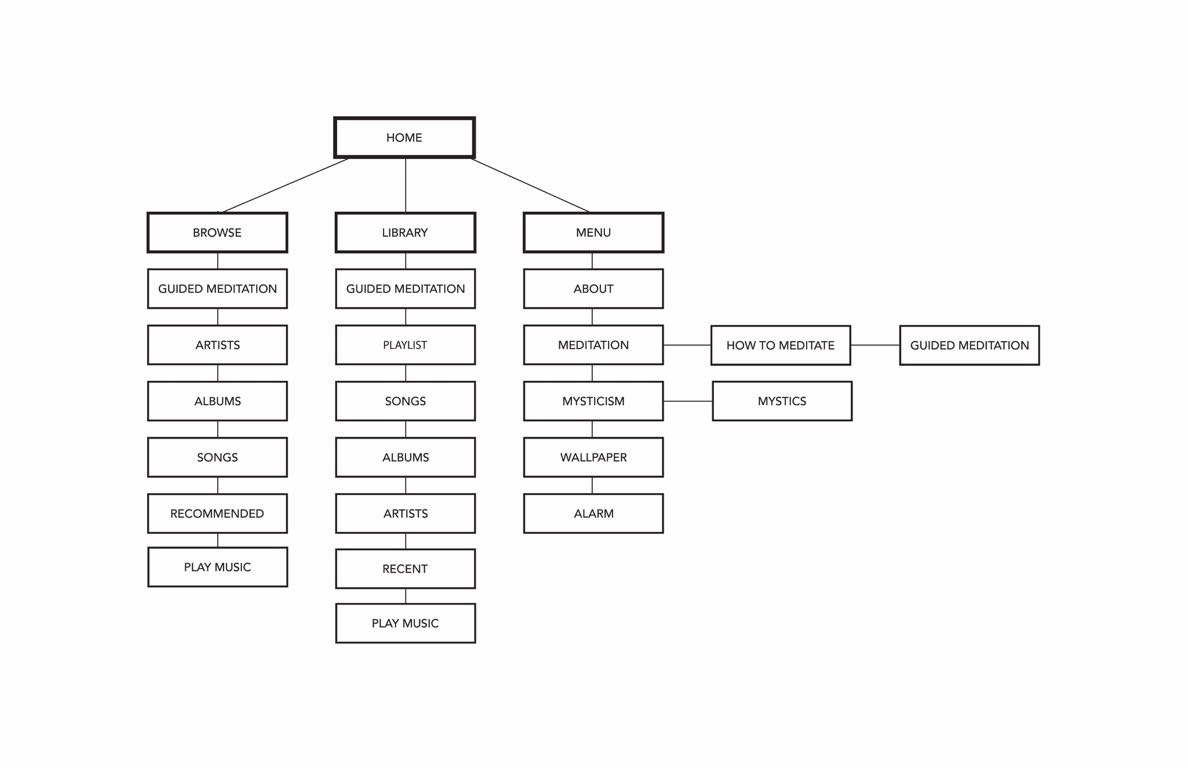 HOME
BROWSE
LIBRARY
MENU
GUIDED MEDITATION
GUIDED MEDITATION
ABOUT
ARTISTS
PLAYLIST
MEDITATION
HOW TO MEDITATE
GUIDED MEDITATION
ALBUMS
SONGS
MYSTICISM
MYSTICS
SONGS
ALBUMS
WALLPAPER
RECOMMENDED
ARTISTS
ALARM
PLAY MUSIC
RECENT
PLAY MUSIC